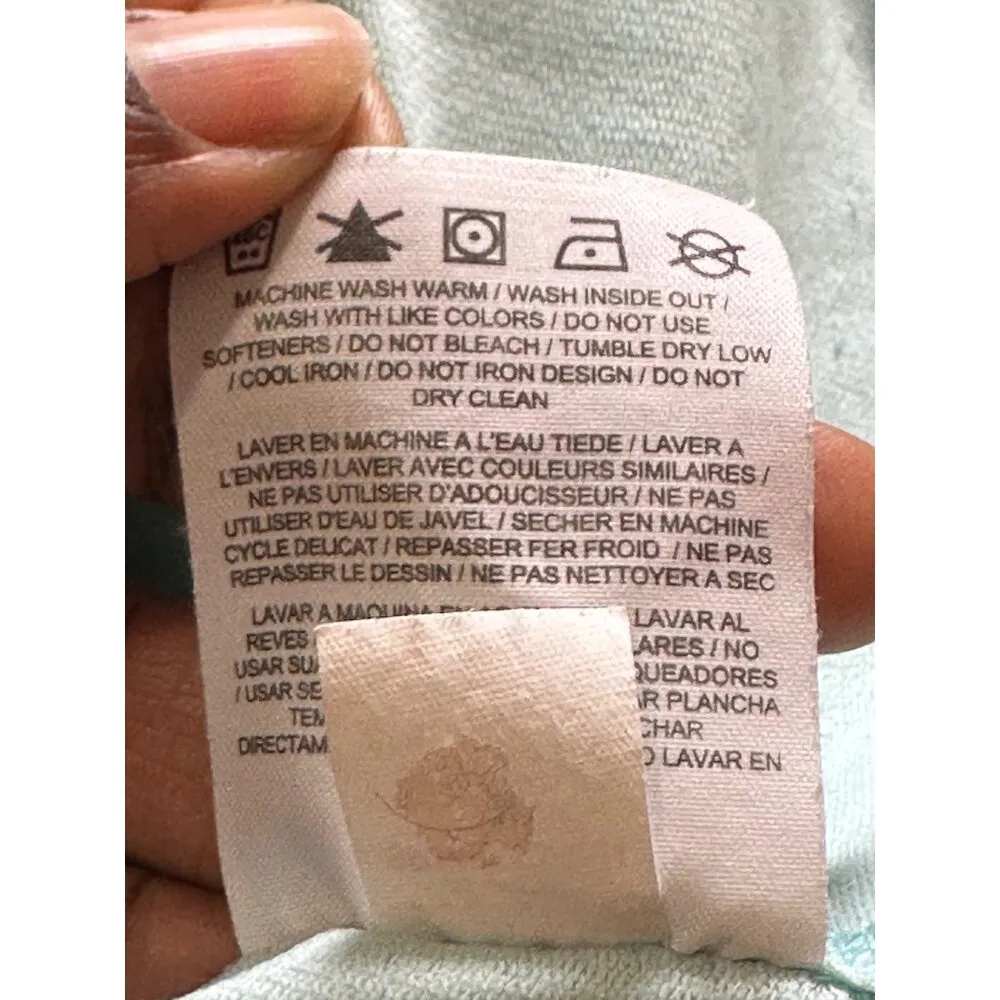 MACHINE WASH WARM / WASH INSIDE OUT /
WASH WITH LIKE COLORS / DO NOT USE
SOFTENERS / DO NOT BLEACH / TUMBLE DRY LOW
/ COOL IRON / DO NOT IRON DESIGN / DO NOT
DRY CLEAN
LAVER EN MACHINE A L'EAU TIEDE / LAVER A
L'ENVERS / LAVER AVEC COULEURS SIMILAIRES /
NE PAS UTILISER D'ADOUCISSEUR / NE PAS
UTILISER D'EAU DE JAVEL / SECHER EN MACHINE
CYCLE DELICAT / REPASSER FER FROID / NE PAS
REPASSER LE DESSIN / NE PAS NETTOYER A SEC
LAVAR A MAQUINA LAVAR AL
REVES / NO
USAR
/ USAR PLANCHA
LAVAR EN